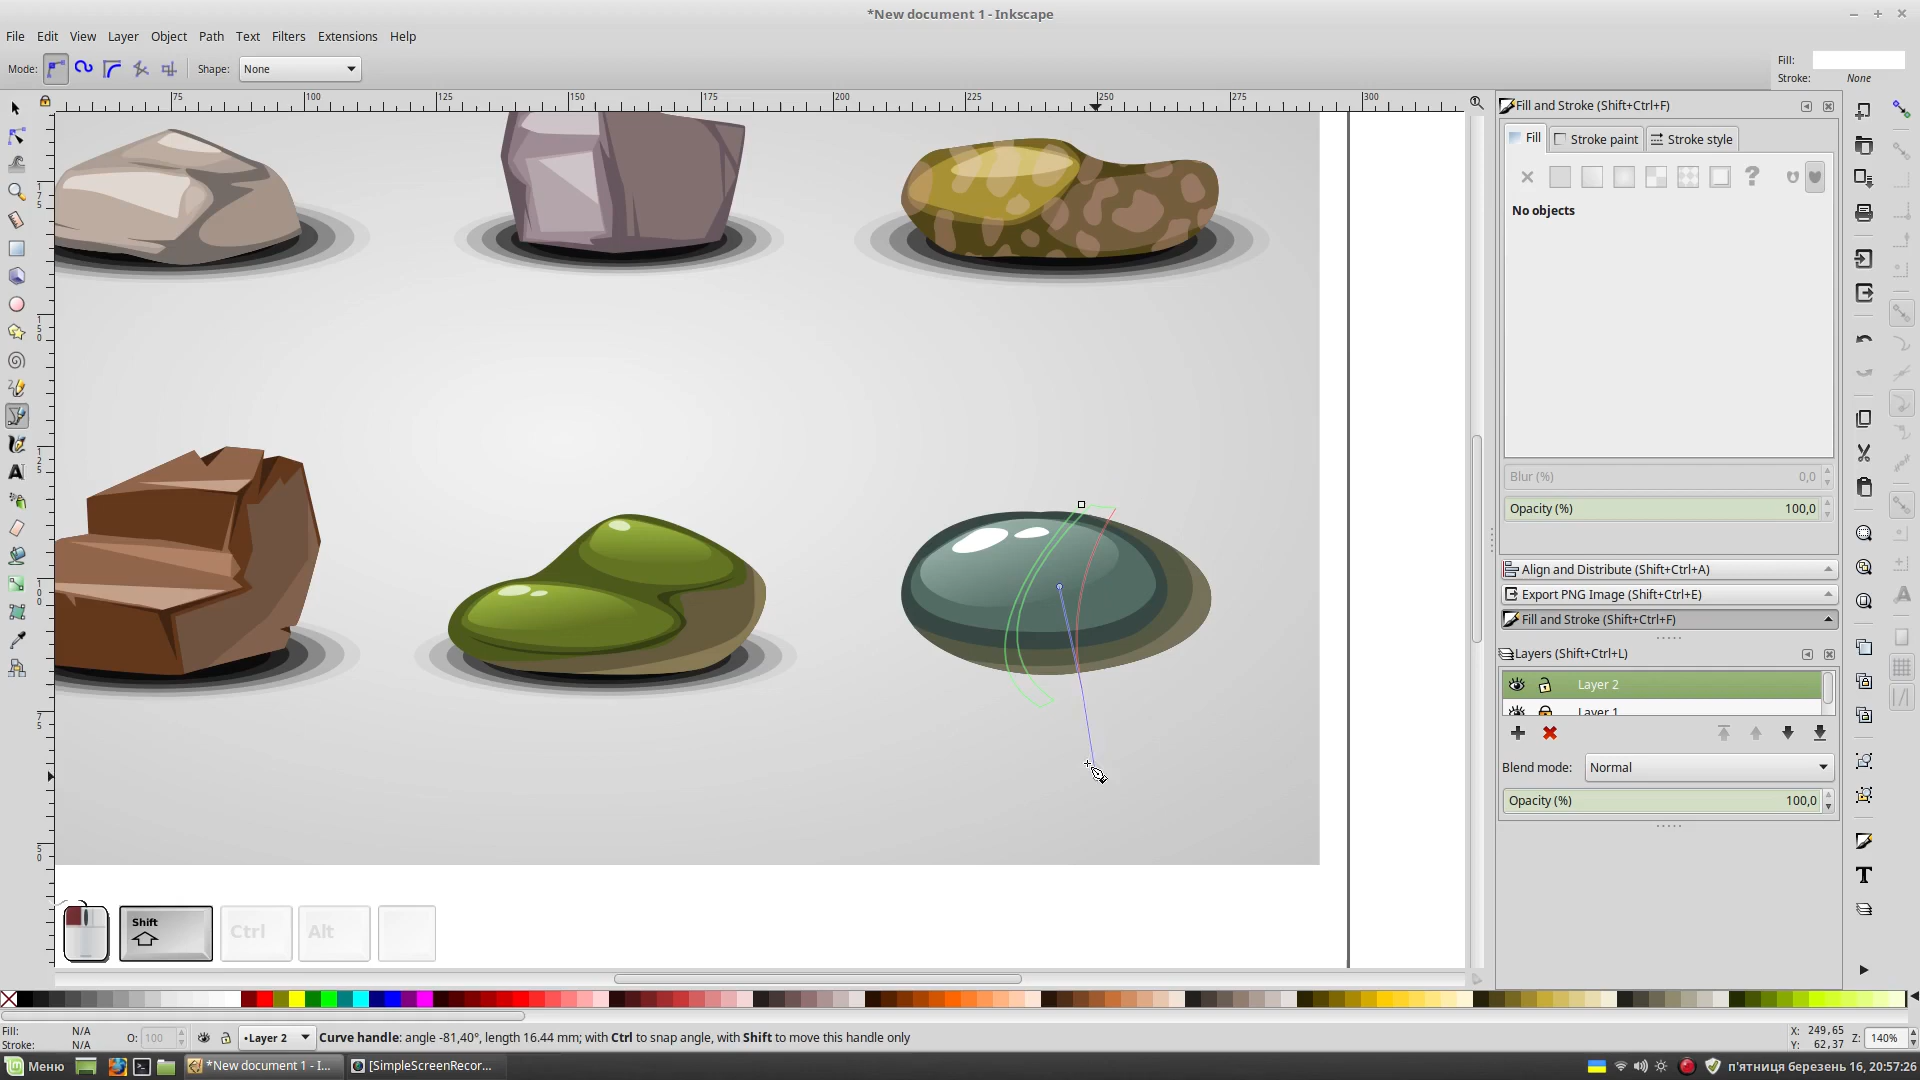 *New document 1 - Inkscape
File Edit View Layer Object Path Text Filters Extensions Help
Mode: Shape: None
Fill:
Stroke: None
75 100 125 150 175 200 225 250 275 300
Fill and Stroke (Shift+Ctrl+F)
Fill Stroke paint Stroke style
No objects
Blur (%) 0,0
Opacity (%) 100,0
Align and Distribute (Shift+Ctrl+A)
Export PNG Image (Shift+Ctrl+E)
Fill and Stroke (Shift+Ctrl+F)
Layers (Shift+Ctrl+L)
Layer 2
Layer 1
Blend mode: Normal
Opacity (%) 100,0
Shift Ctrl Alt
Fill: N/A
Stroke: N/A
O: 100
•Layer 2
Curve handle: angle -81,40°, length 16.44 mm; with Ctrl to snap angle, with Shift to move this handle only
X: 249,65
Y: 62,37
Z: 140%
Меню *New document 1 - I... [SimpleScreenRecor... п'ятниця березень 16, 20:57:26